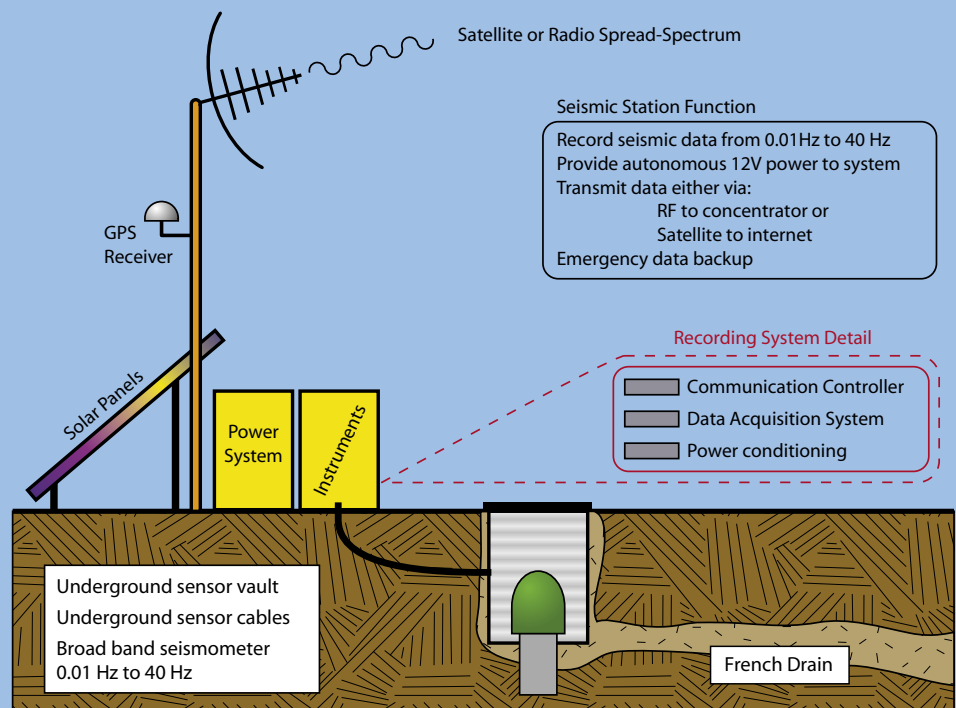 Satellite or Radio Spread-Spectrum
Seismic Station Function
Record seismic data from 0.01Hz to 40 Hz
Provide autonomous 12V power to system
Transmit data either via:
RF to concentrator or
Satellite to internet
Emergency data backup
GPS
Receiver
Solar Panels
Power
System
Instruments
Recording System Detail
Communication Controller
Data Acquisition System
Power conditioning
Underground sensor vault
Underground sensor cables
Broad band seismometer
0.01 Hz to 40 Hz
French Drain